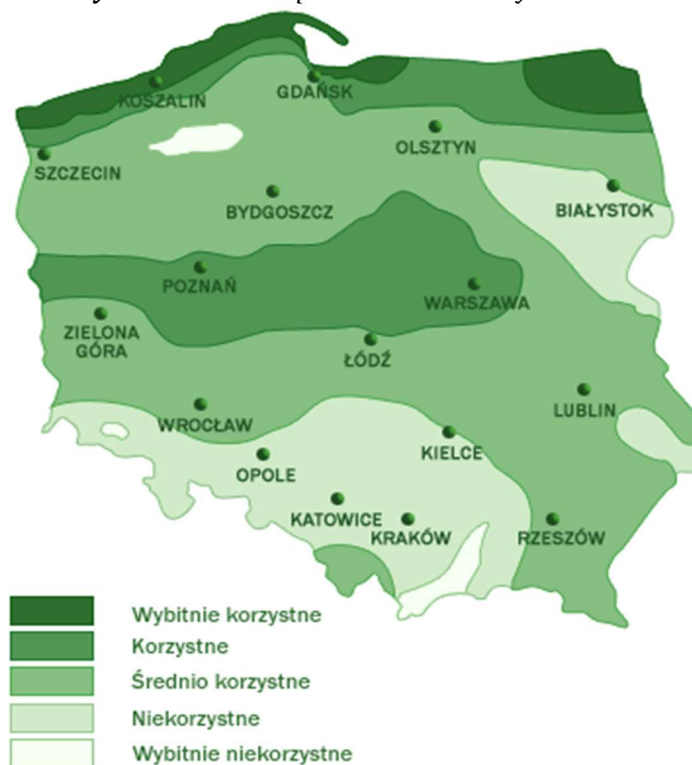 KOSZALIN
GDAŃSK
OLSZTYN
SZCZECIN
BIAŁYSTOK
BYDGOSZCZ
POZNAŃ
WARSZAWA
ZIELONA
GÓRA
ŁÓDŹ
LUBLIN
WROCŁAW
KIELCE
OPOLE
KATOWICE
KRAKÓW
RZESZÓW
Wybitnie korzystne
Korzystne
Średnio korzystne
Niekorzystne
Wybitnie niekorzystne